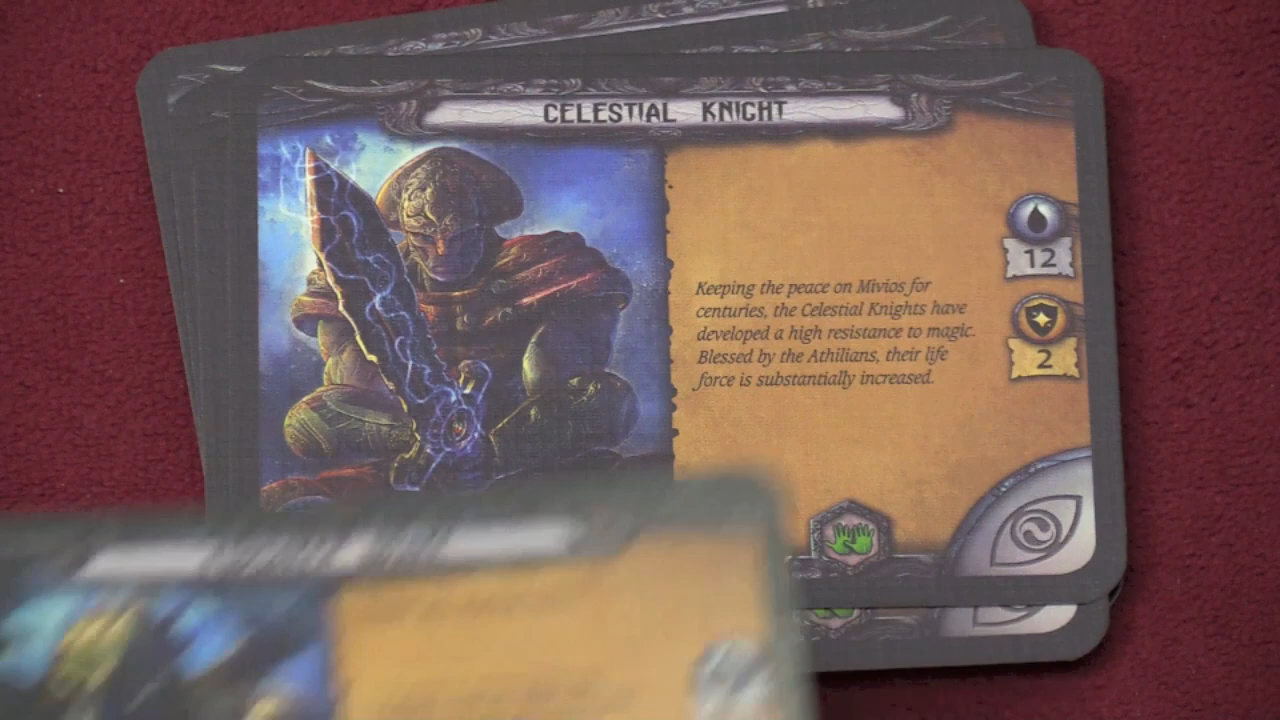 CELESTIAL KNIGHT
12
Keeping the peace on Mivios for
centuries, the Celestial Knights have
developed a high resistance to magic.
Blessed by the Athilians, their life
force is substantially increased.
2